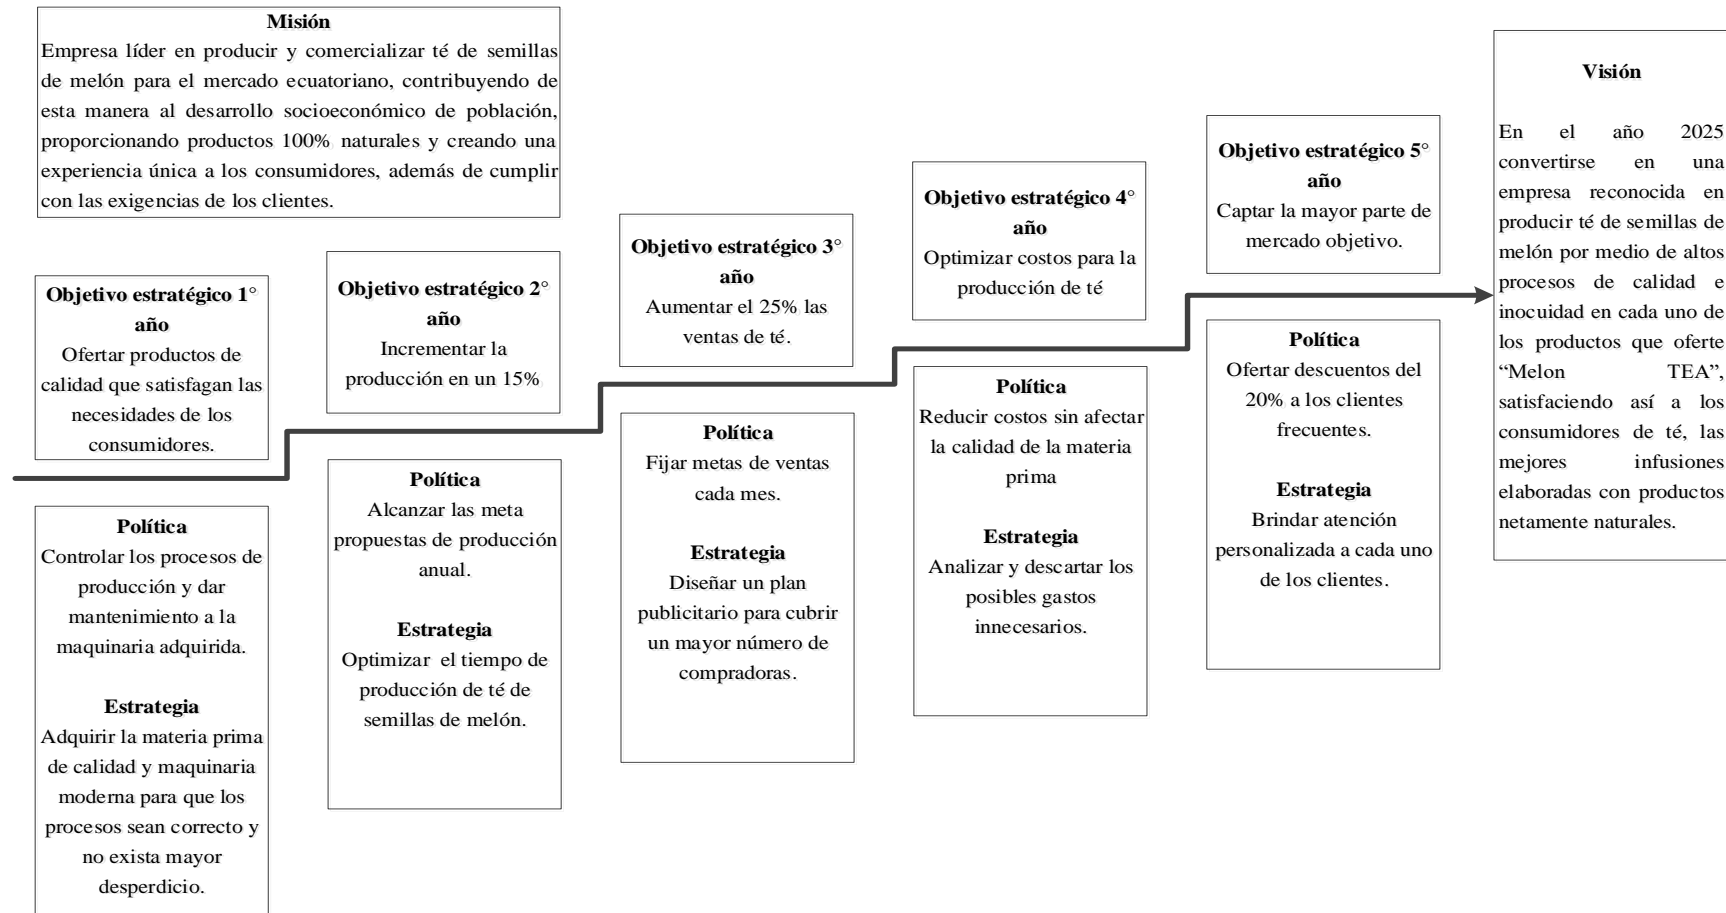 Misión
Empresa líder en producir y comercializar té de semillas
de melón para el mercado ecuatoriano, contribuyendo de
esta manera al desarrollo socioeconómico de población,
proporcionando productos 100% naturales y creando una
experiencia única a los consumidores, además de cumplir
con las exigencias de los clientes.
Objetivo estratégico 1°
año
Ofertar productos de
calidad que satisfagan las
necesidades de los
consumidores.
Política
Controlar los procesos de
producción y dar
mantenimiento a la
maquinaria adquirida.
Estrategia
Adquirir la materia prima
de calidad y maquinaria
moderna para que los
procesos sean correcto y
no exista mayor
desperdicio.
Objetivo estratégico 2°
año
Incrementar la
producción en un 15%
Política
Alcanzar las meta
propuestas de producción
anual.
Estrategia
Optimizar el tiempo de
producción de té de
semillas de melón.
Objetivo estratégico 3°
año
Aumentar el 25% las
ventas de té.
Política
Fijar metas de ventas
cada mes.
Estrategia
Diseñar un plan
publicitario para cubrir
un mayor número de
compradoras.
Objetivo estratégico 4°
año
Optimizar costos para la
producción de té
Política
Reducir costos sin afectar
la calidad de la materia
prima
Estrategia
Analizar y descartar los
posibles gastos
innecesarios.
Objetivo estratégico 5°
año
Captar la mayor parte de
mercado objetivo.
Política
Ofertar descuentos del
20% a los clientes
frecuentes.
Estrategia
Brindar atención
personalizada a cada uno
de los clientes.
Visión
En el año 2025
convertirse en una
empresa reconocida en
producir té de semillas de
melón por medio de altos
procesos de calidad e
inocuidad en cada uno de
los productos que oferte
“Melon TEA”,
satisfaciendo así a los
consumidores de té, las
mejores infusiones
elaboradas con productos
netamente naturales.